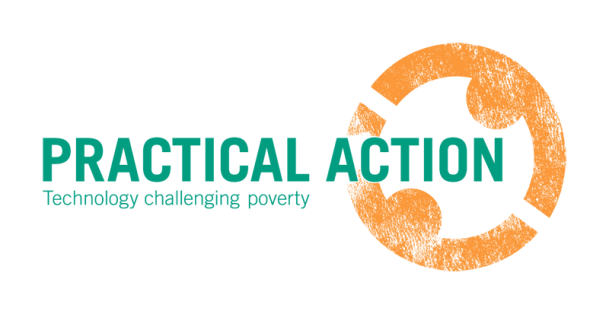 PRACTICAL ACTION
Technology challenging poverty